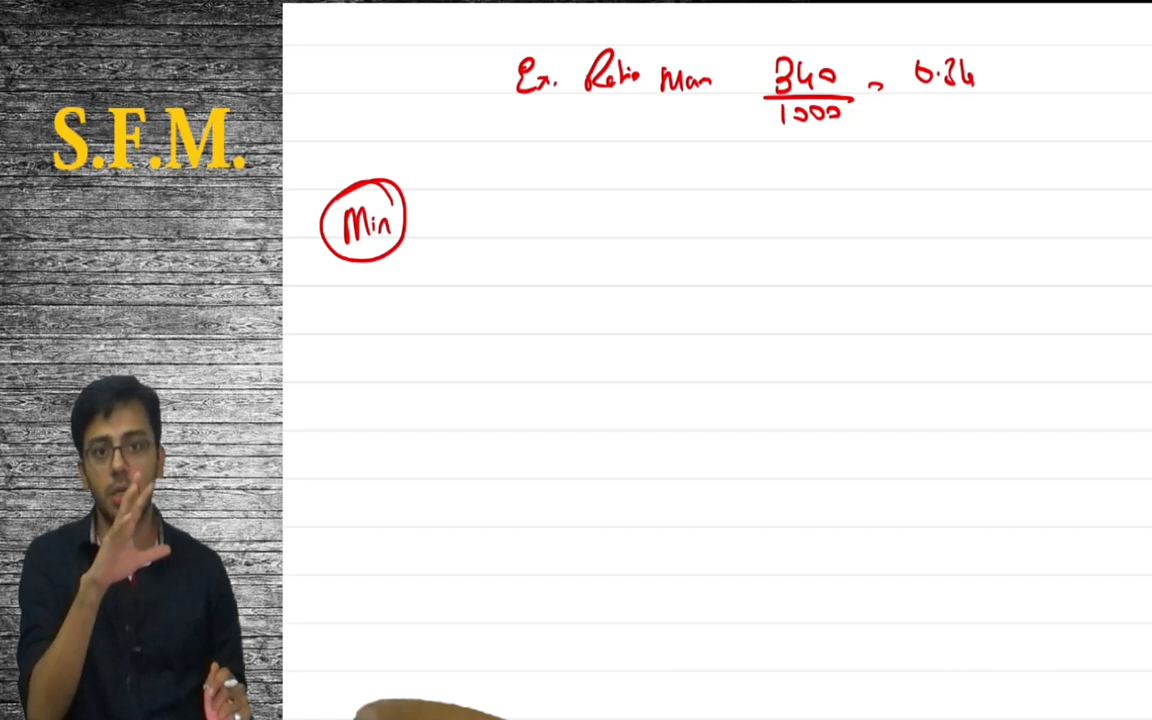 S.F.M.
Ex. Ratio Max 340/1000 = 0.34
Min